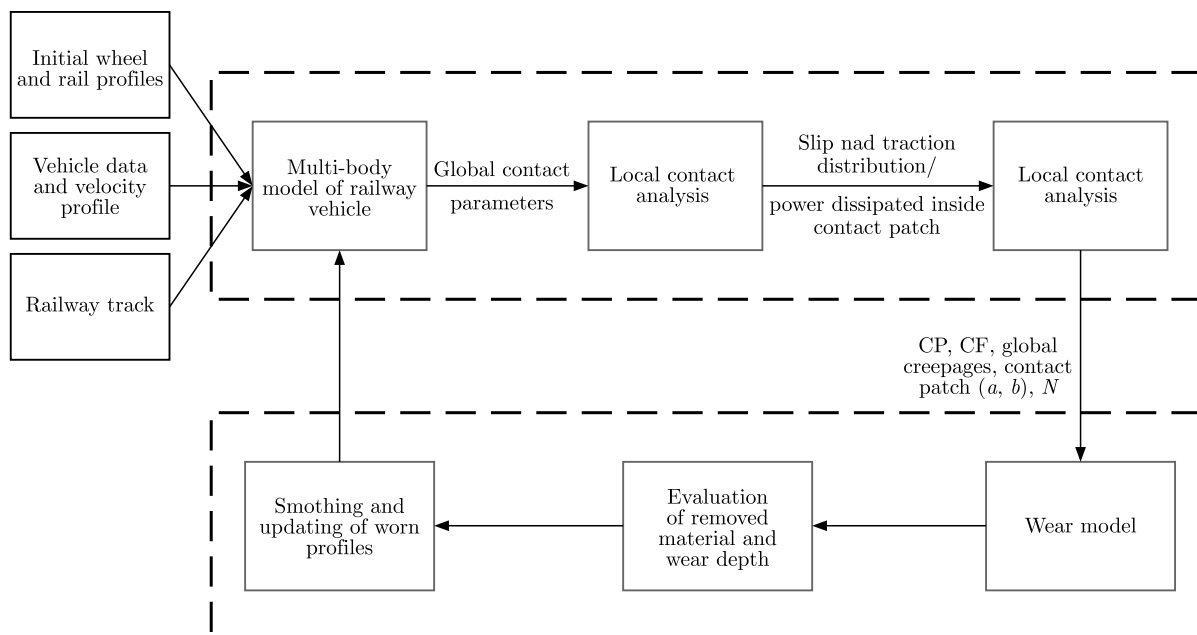 Initial wheel
and rail profiles
Vehicle data
and velocity
profile
Railway track
Multi-body
model of railway
vehicle
Global contact
parameters
Local contact
analysis
Slip nad traction
distribution/
power dissipated inside
contact patch
Local contact
analysis
CP, CF, global
creepages, contact
patch (a, b), N
Smothing and
updating of worn
profiles
Evaluation
of removed
material and
wear depth
Wear model